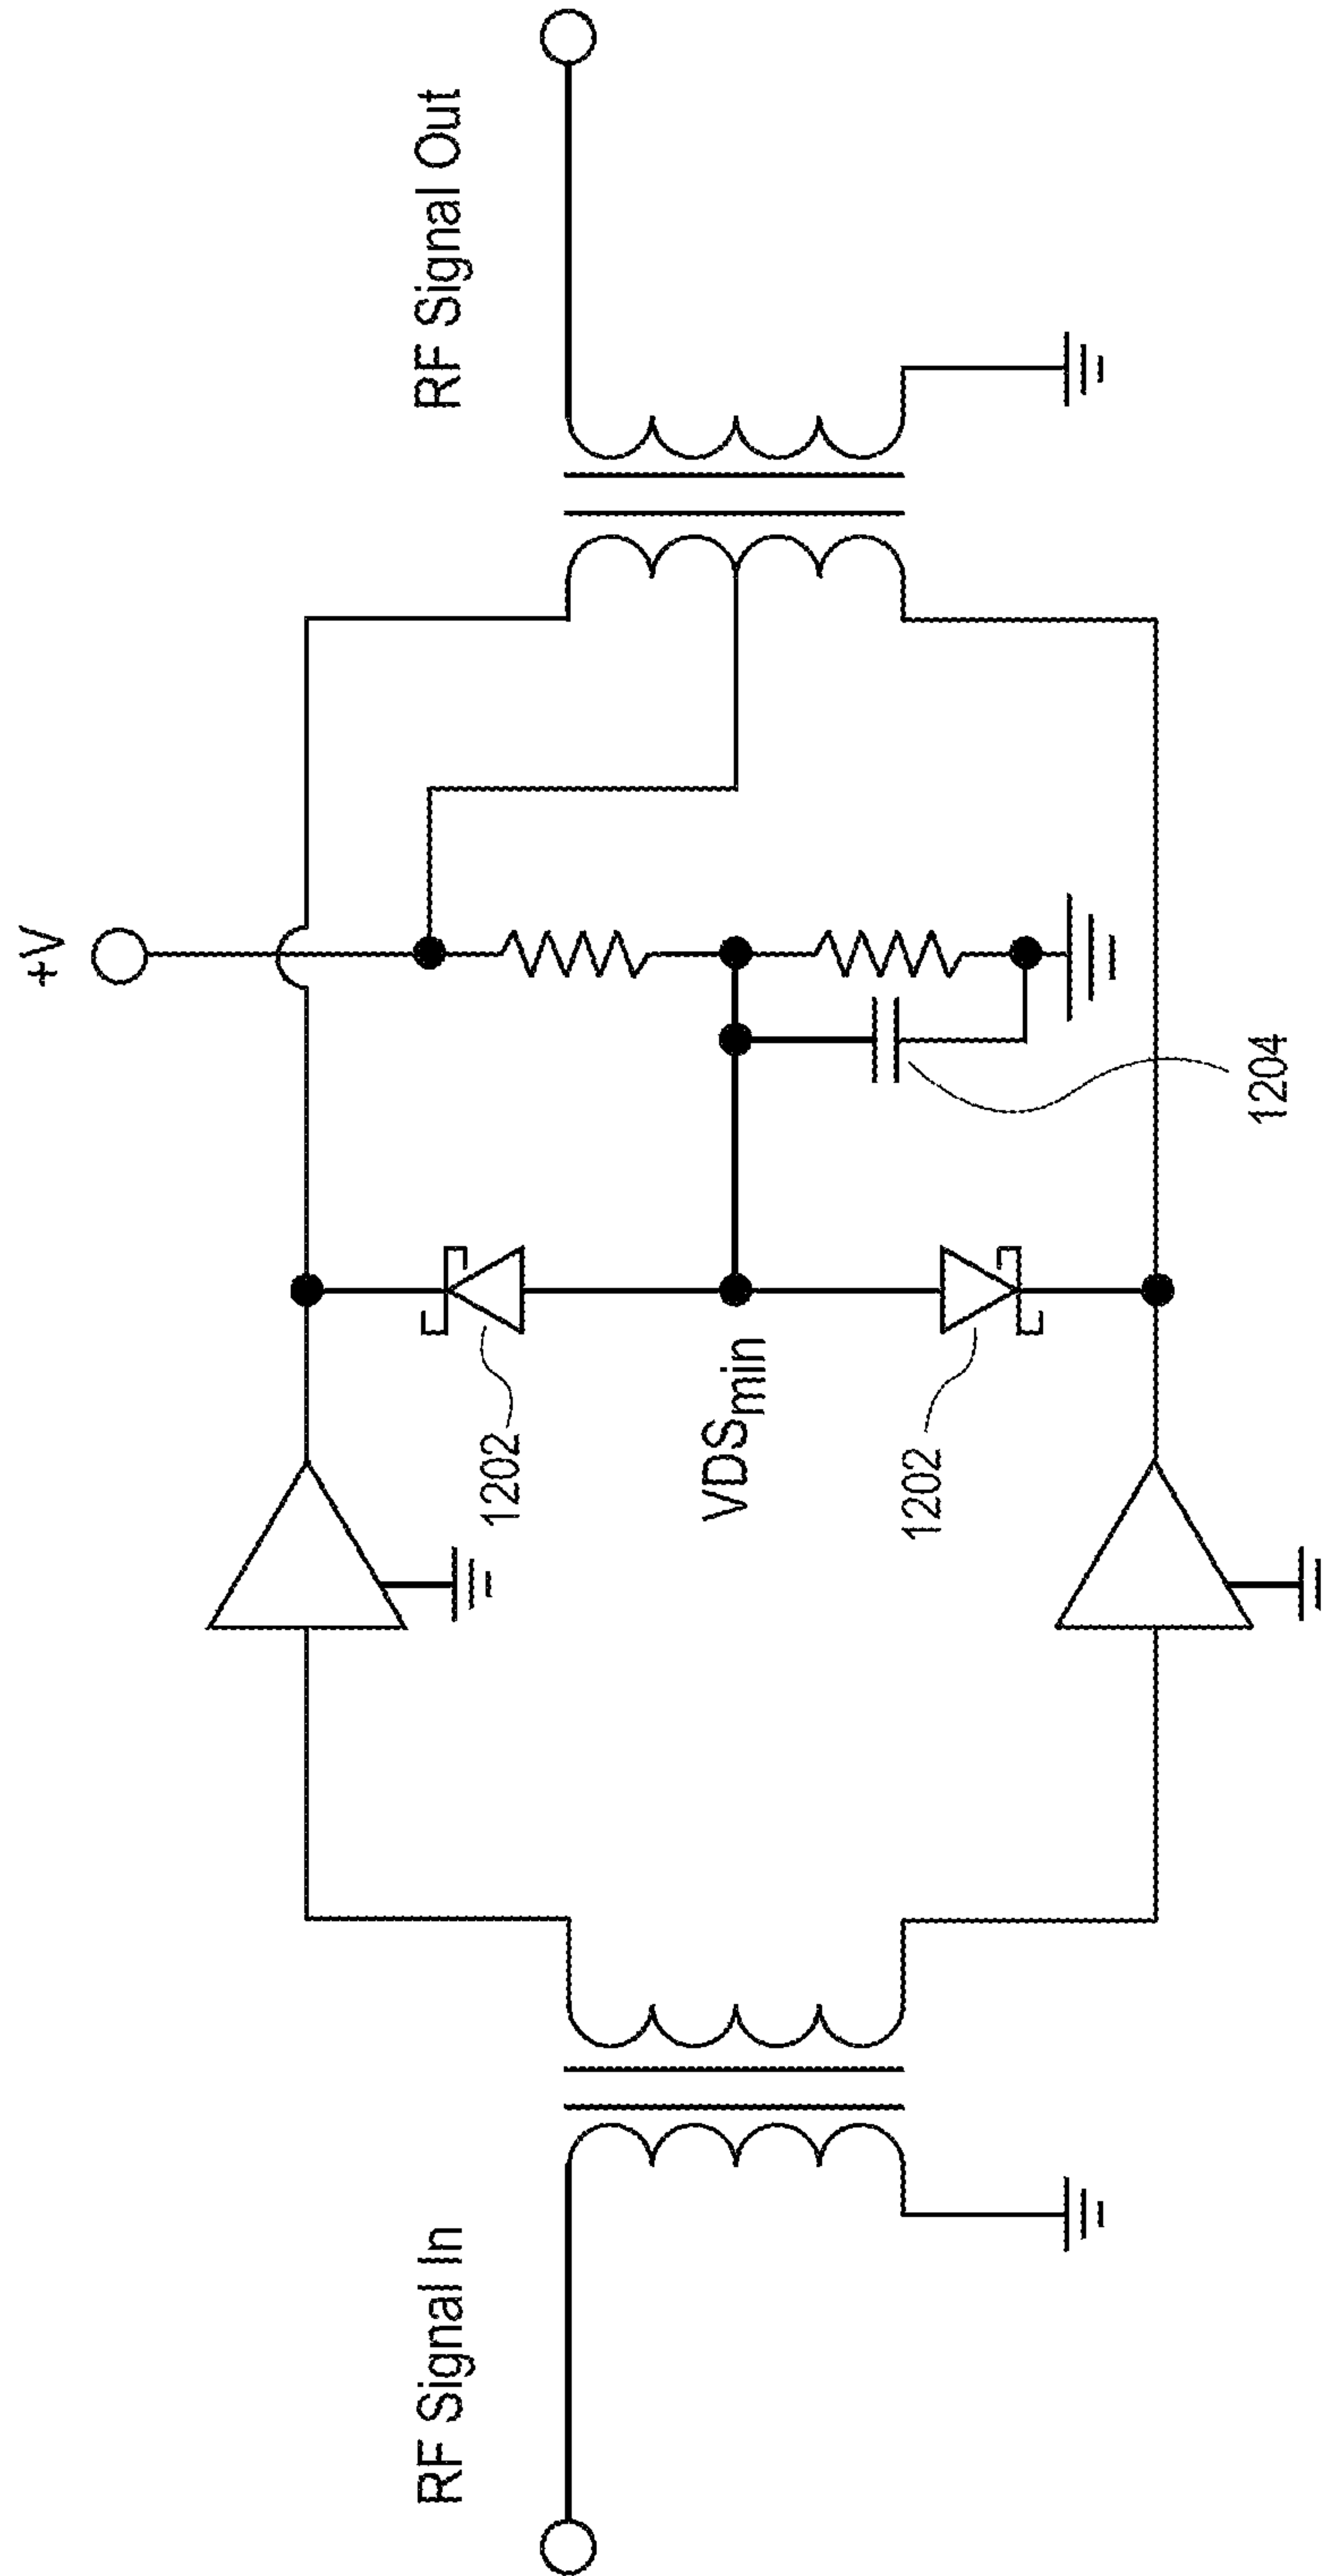 +V
RF Signal In
RF Signal Out
1202
VDSmin
1202
1204